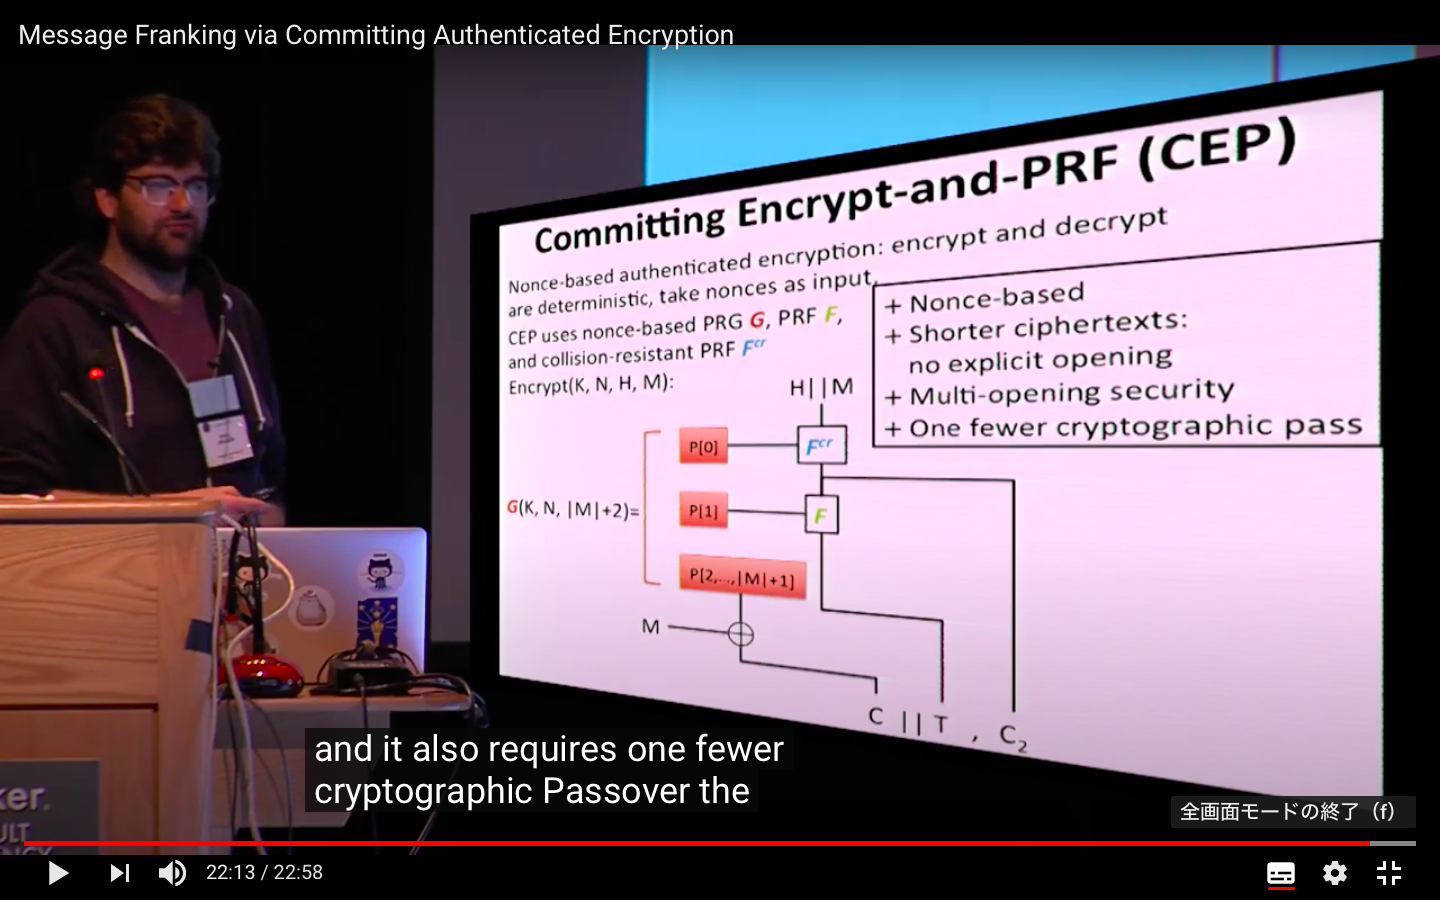 Message Franking via Committing Authenticated Encryption
Committing Encrypt-and-PRF (CEP)
Nonce-based authenticated encryption: encrypt and decrypt
are deterministic, take nonces as input.
CEP uses nonce-based PRG G, PRF F,
and collision-resistant PRF Fcr
Encrypt(K, N, H, M):
+ Nonce-based
+ Shorter ciphertexts:
no explicit opening
+ Multi-opening security
+ One fewer cryptographic pass
H||M
P[0]
Fcr
G(K, N, |M|+2)=
P[1]
F
P[2,...,|M|+1]
M
C || T , C2
and it also requires one fewer
cryptographic Passover the
ker.
ULT
全画面モードの終了（f）
22:13 / 22:58